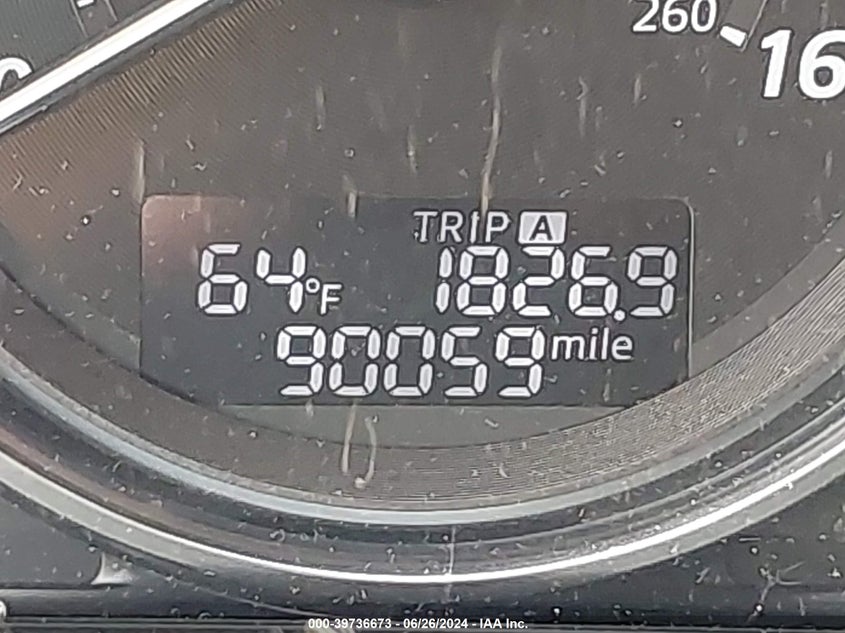 260
16
TRIP A
64°F 1826.9
90059 mile
000-39736673 - 06/26/2024 - IAA Inc.